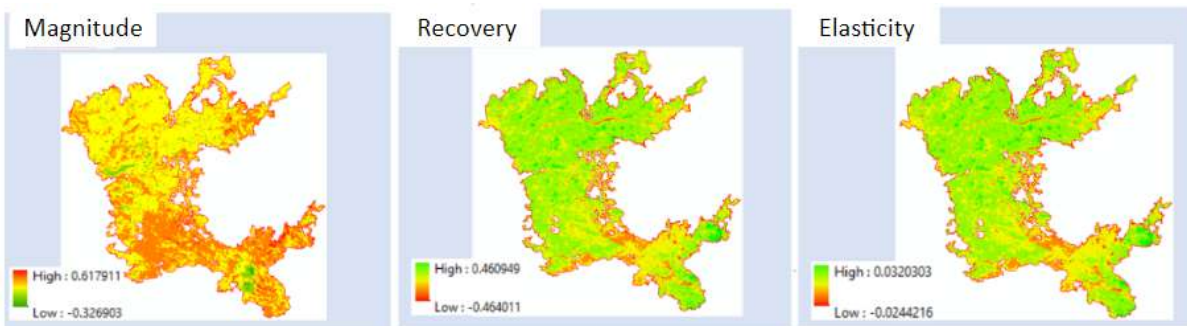 Magnitude
High : 0.617911
Low : -0.326903
Recovery
High : 0.460949
Low : -0.464011
Elasticity
High : 0.0320303
Low : -0.0244216